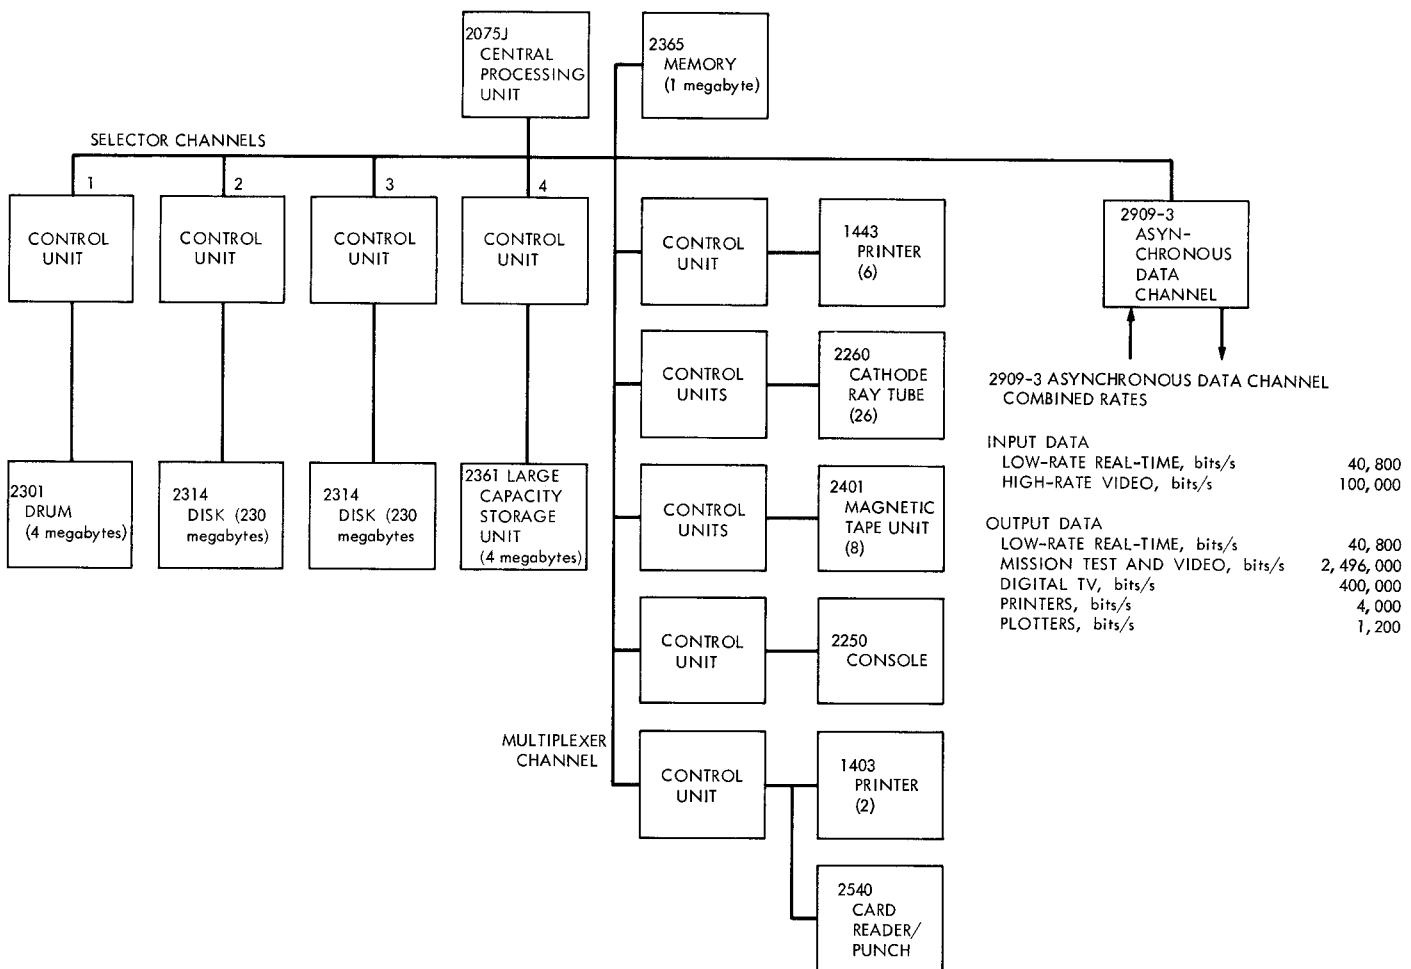 2075J
CENTRAL
PROCESSING
UNIT
2365
MEMORY
(1 megabyte)
SELECTOR CHANNELS
1
2
3
4
CONTROL
UNIT
CONTROL
UNIT
CONTROL
UNIT
CONTROL
UNIT
2301
DRUM
(4 megabytes)
2314
DISK (230
megabytes)
2314
DISK (230
megabytes
2361 LARGE
CAPACITY
STORAGE
UNIT
(4 megabytes)
MULTIPLEXER
CHANNEL
CONTROL
UNIT
1443
PRINTER
(6)
CONTROL
UNITS
2260
CATHODE
RAY TUBE
(26)
CONTROL
UNITS
2401
MAGNETIC
TAPE UNIT
(8)
CONTROL
UNIT
2250
CONSOLE
CONTROL
UNIT
1403
PRINTER
(2)
2540
CARD
READER/
PUNCH
2909-3
ASYN-
CHRONOUS
DATA
CHANNEL
2909-3 ASYNCHRONOUS DATA CHANNEL
COMBINED RATES
INPUT DATA
LOW-RATE REAL-TIME, bits/s 40,800
HIGH-RATE VIDEO, bits/s 100,000
OUTPUT DATA
LOW-RATE REAL-TIME, bits/s 40,800
MISSION TEST AND VIDEO, bits/s 2,496,000
DIGITAL TV, bits/s 400,000
PRINTERS, bits/s 4,000
PLOTTERS, bits/s 1,200